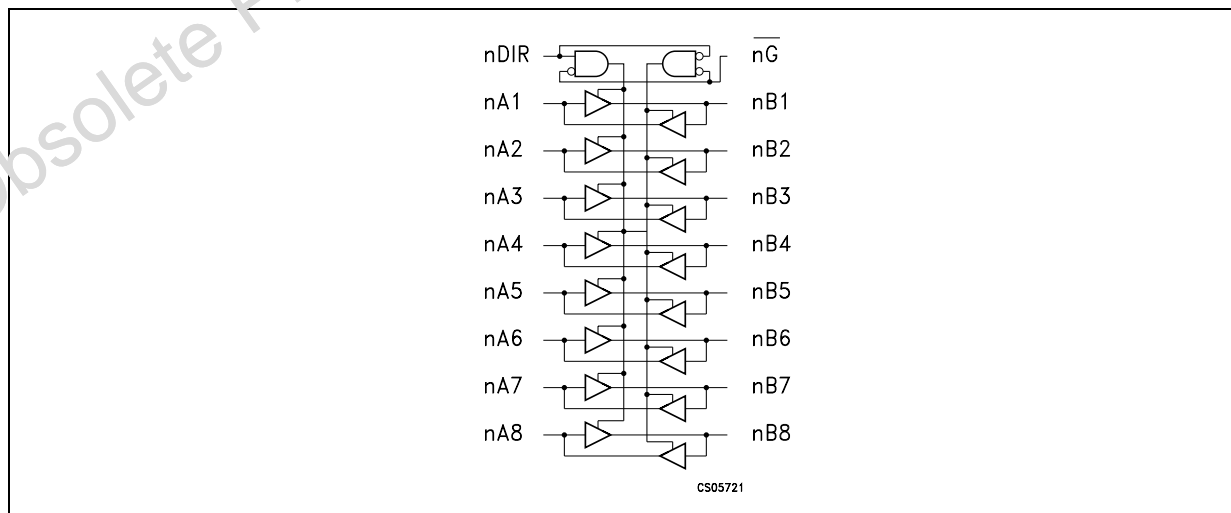 Obsolete P
nDIR nG̅
nA1 nB1
nA2 nB2
nA3 nB3
nA4 nB4
nA5 nB5
nA6 nB6
nA7 nB7
nA8 nB8
CS05721